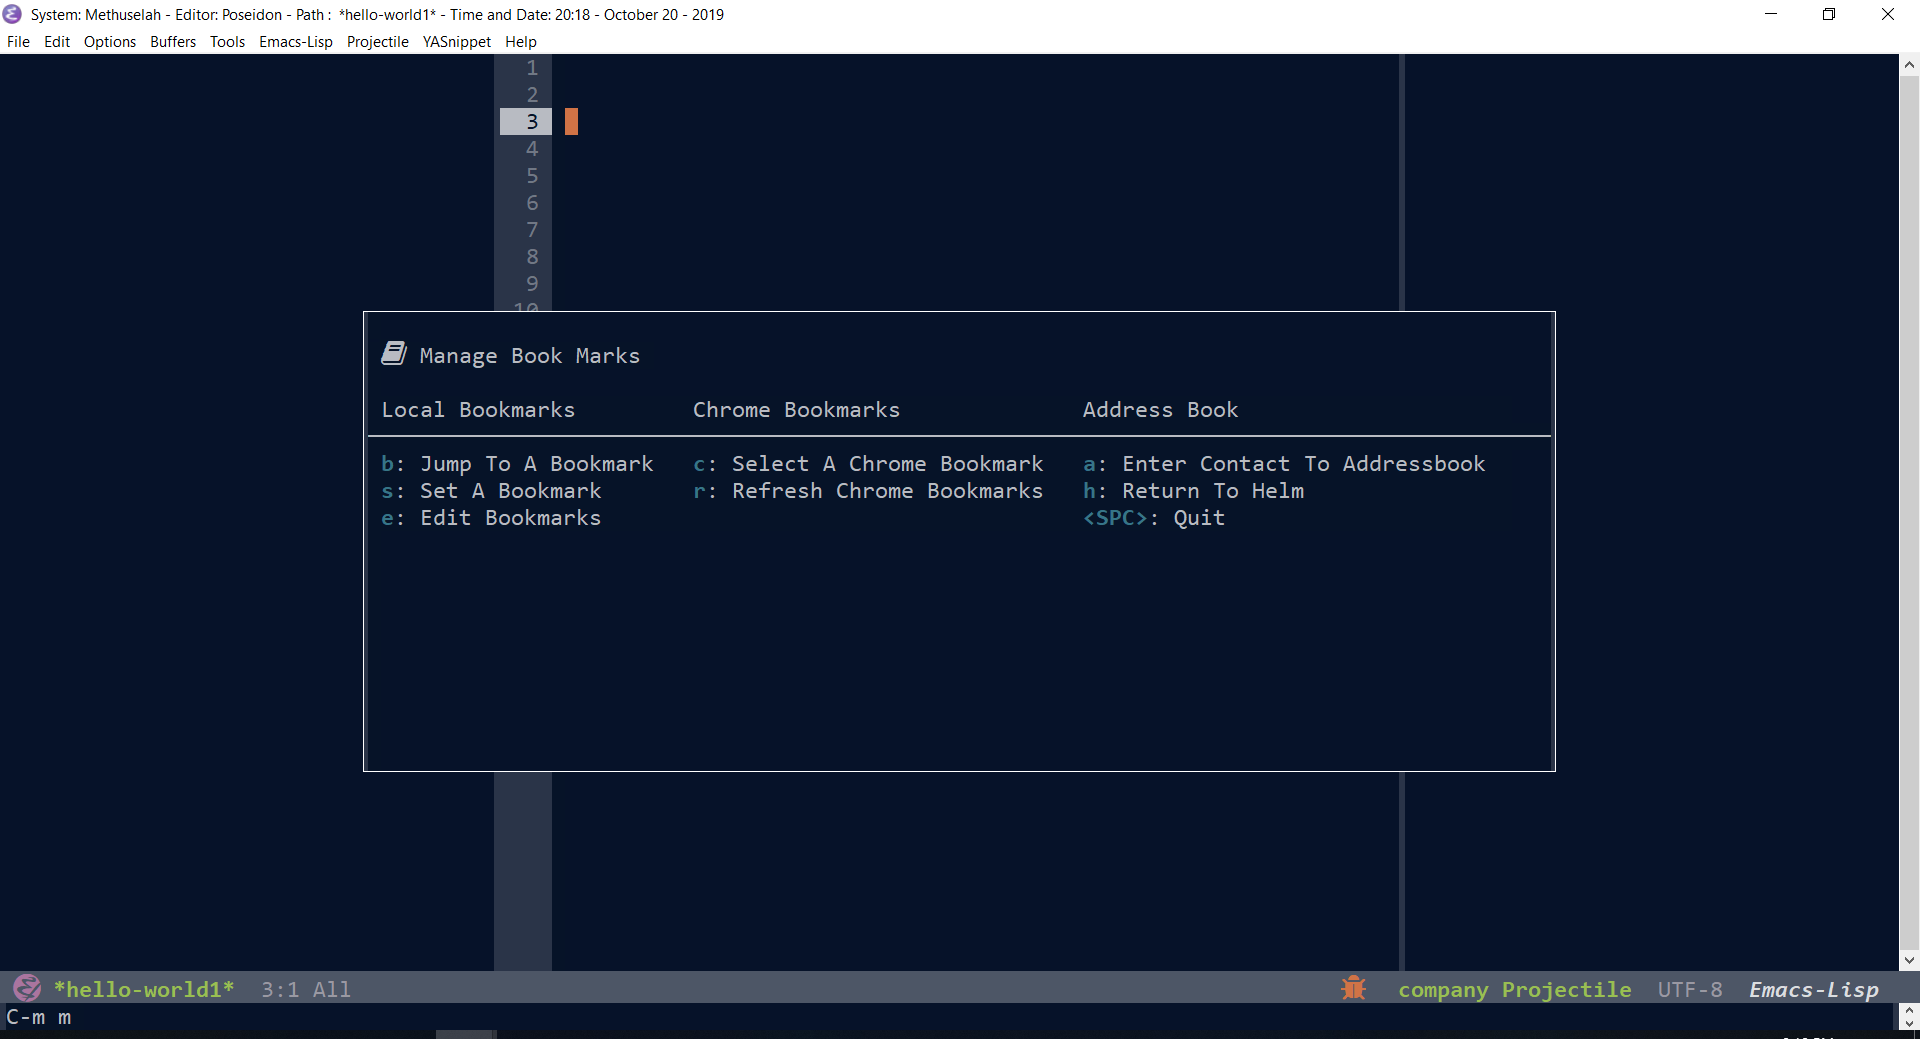 System: Methuselah - Editor: Poseidon - Path : *hello-world1* - Time and Date: 20:18 - October 20 - 2019
File Edit Options Buffers Tools Emacs-Lisp Projectile YASnippet Help
1
2
3
4
5
6
7
8
9
10
Manage Book Marks
Local Bookmarks Chrome Bookmarks Address Book
b: Jump To A Bookmark c: Select A Chrome Bookmark a: Enter Contact To Addressbook
s: Set A Bookmark r: Refresh Chrome Bookmarks h: Return To Helm
e: Edit Bookmarks <SPC>: Quit
*hello-world1* 3:1 All company Projectile UTF-8 Emacs-Lisp
C-m m